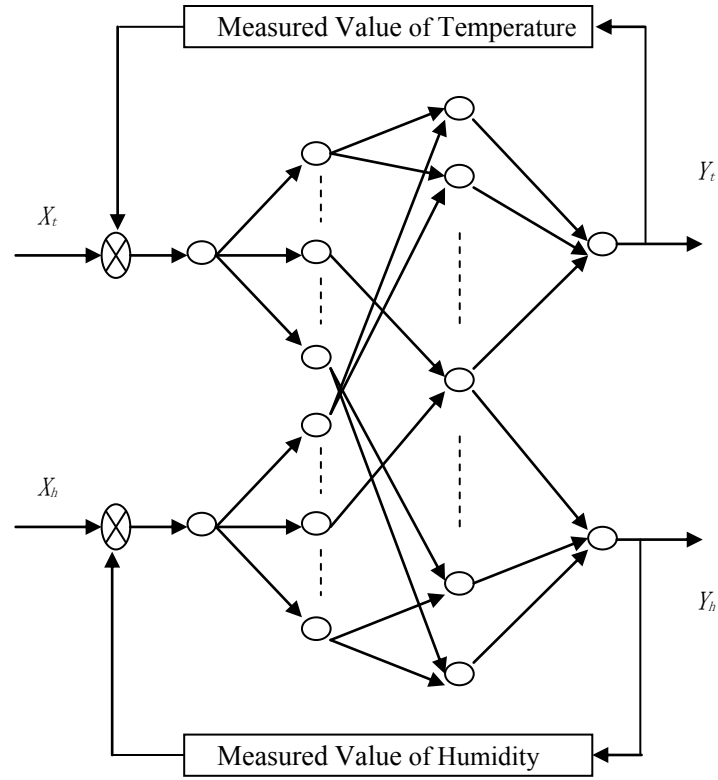 Measured Value of Temperature
Xt
Yt
Xh
Yh
Measured Value of Humidity